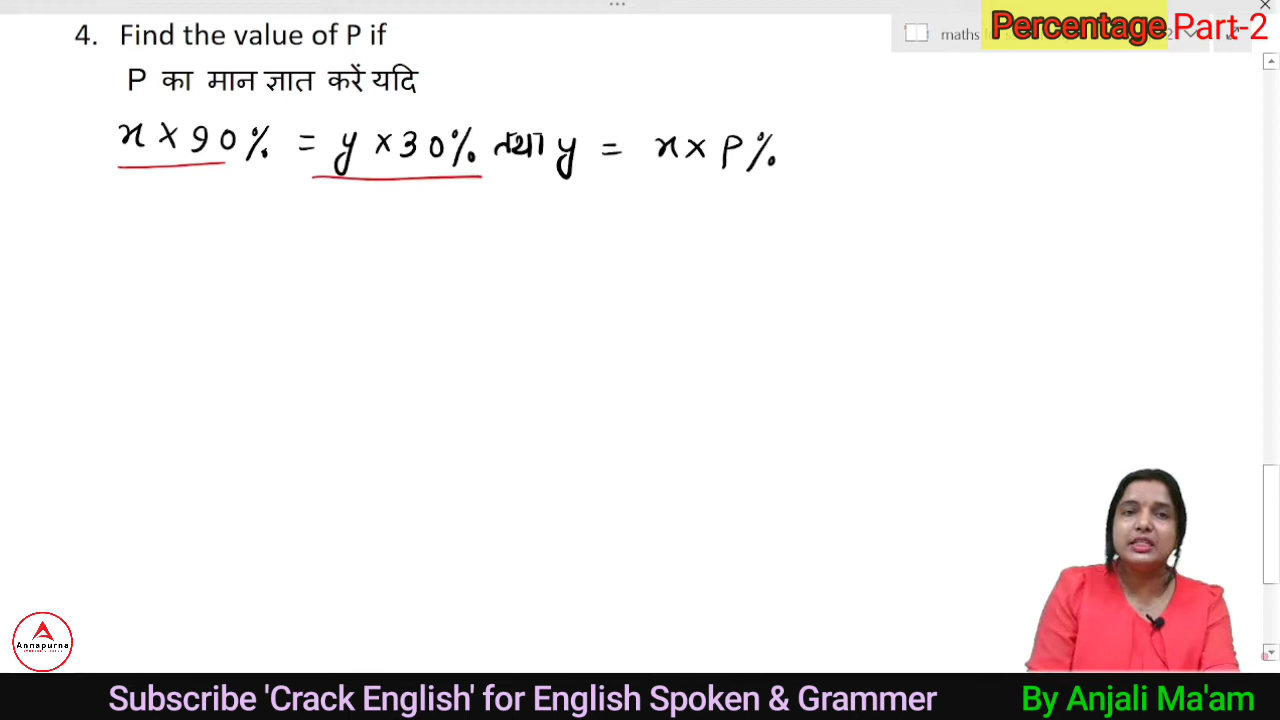 Percentage Part-2
4. Find the value of P if
maths
P का मान ज्ञात करें यदि
x × 90% = y × 30% तथा y = x × P%
Annapurna
Subscribe 'Crack English' for English Spoken & Grammer By Anjali Ma'am